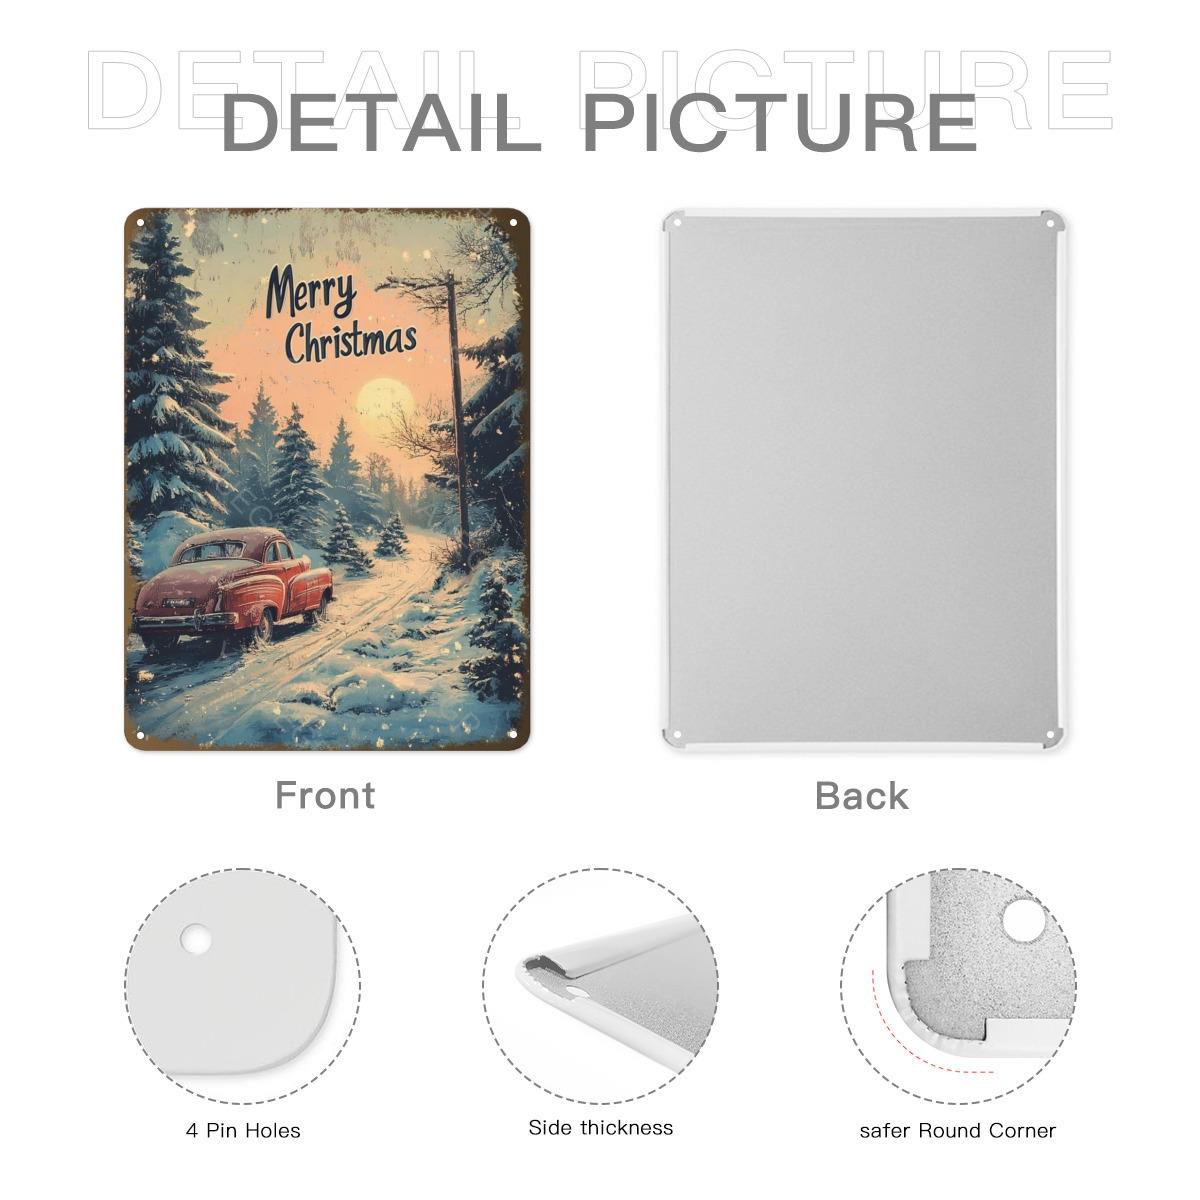 DETAIL PICTURE
DETAIL PICTURE
Merry
Christmas
Front
Back
4 Pin Holes
Side thickness
safer Round Corner